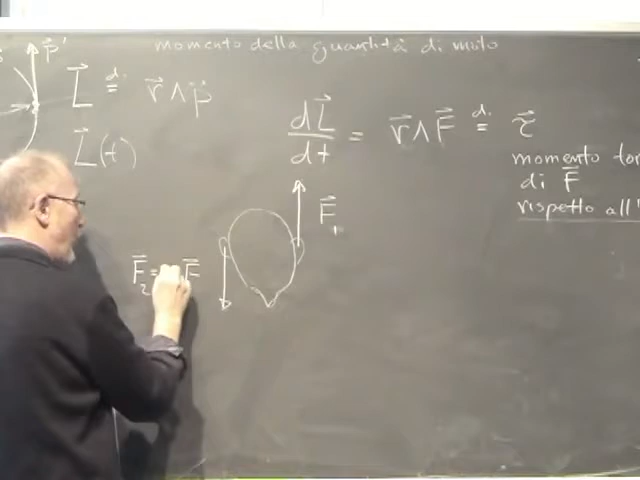 momento della quantità di moto
p⃗'
L⃗ d.= r⃗ ∧ p⃗
L⃗(t)
dL⃗/dt = r⃗ ∧ F⃗ d.= τ⃗
momento tor
di F⃗
rispetto all'
F⃗₁
F⃗₂ = F⃗